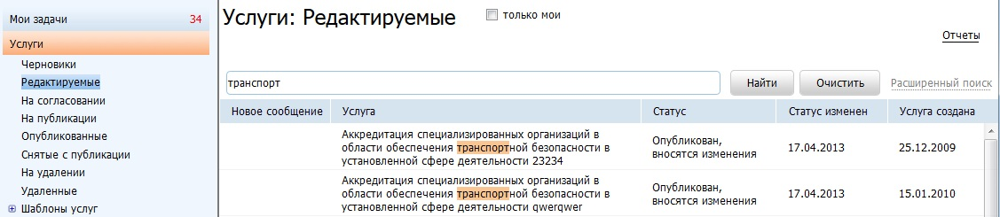 Мои задачи 34
Услуги
Черновики
Редактируемые
На согласовании
На публикации
Опубликованные
Снятые с публикации
На удалении
Удаленные
Шаблоны услуг
Услуги: Редактируемые
только мои
Отчеты
транспорт
Найти
Очистить
Расширенный поиск
Новое сообщение Услуга Статус Статус изменен Услуга создана
Аккредитация специализированных организаций в
области обеспечения транспортной безопасности в
установленной сфере деятельности 23234
Опубликован,
вносятся изменения
17.04.2013
25.12.2009
Аккредитация специализированных организаций в
области обеспечения транспортной безопасности в
установленной сфере деятельности qwerqwer
Опубликован,
вносятся изменения
17.04.2013
15.01.2010